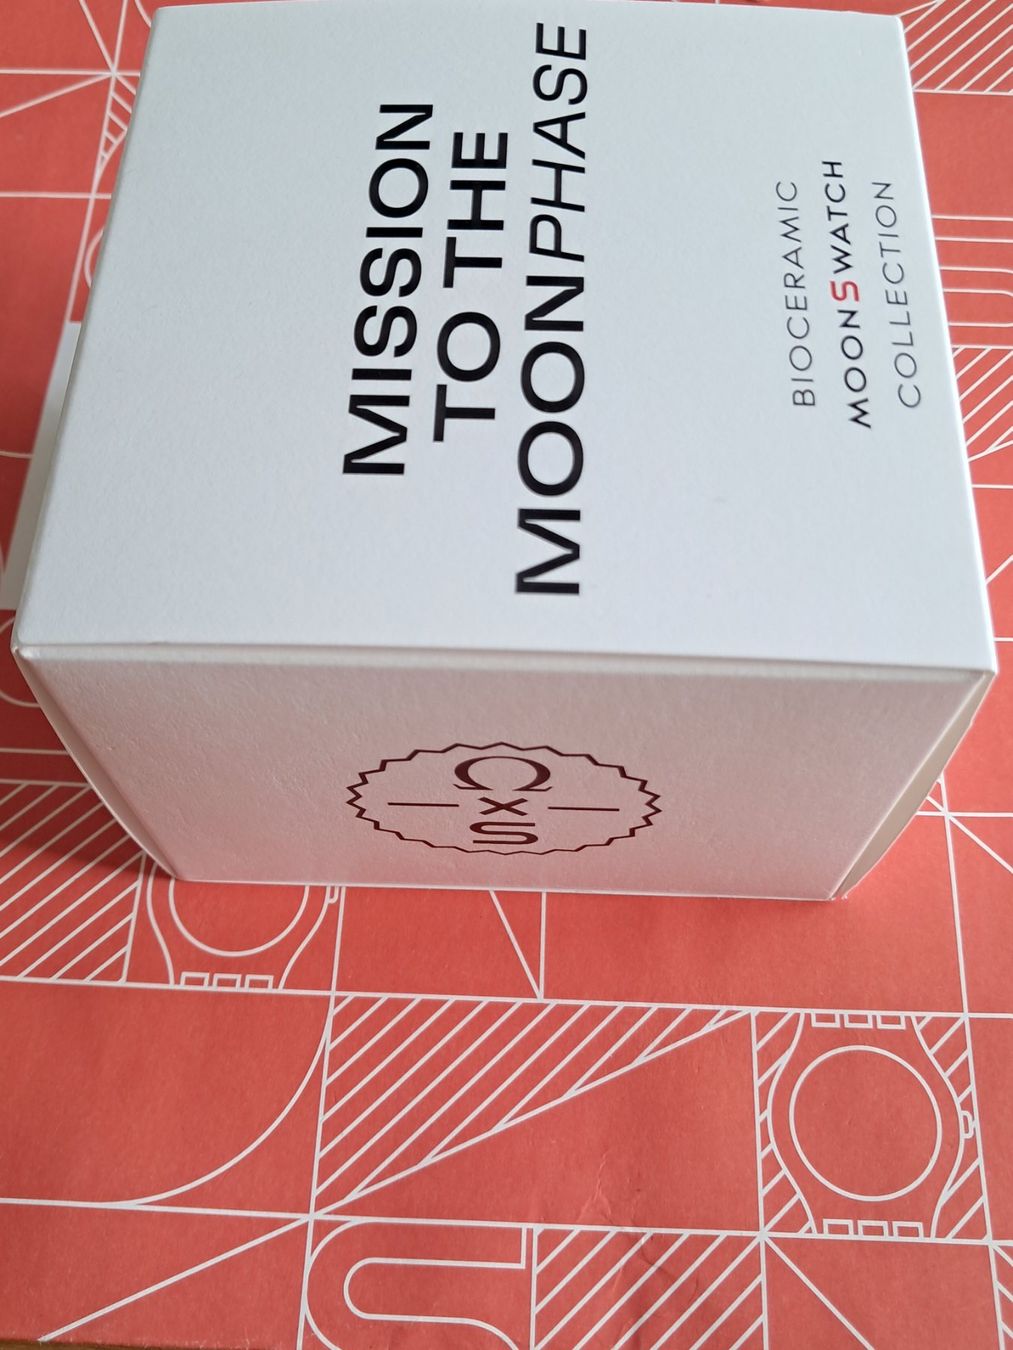 MISSION
TO THE
MOONPHASE
BIOCERAMIC
MOONSWATCH
COLLECTION
Ω
X
S